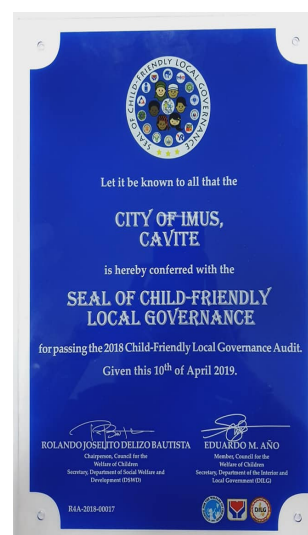 SEAL OF CHILD-FRIENDLY LOCAL GOVERNANCE
Let it be known to all that the
CITY OF IMUS,
CAVITE
is hereby conferred with the
SEAL OF CHILD-FRIENDLY
LOCAL GOVERNANCE
for passing the 2018 Child-Friendly Local Governance Audit.
Given this 10th of April 2019.
ROLANDO JOSELITO DELIZO BAUTISTA
Chairperson, Council for the
Welfare of Children
Secretary, Department of Social Welfare and
Development (DSWD)
EDUARDO M. AÑO
Member, Council for the
Welfare of Children
Secretary, Department of the Interior and
Local Government (DILG)
R4A-2018-00017
DILG